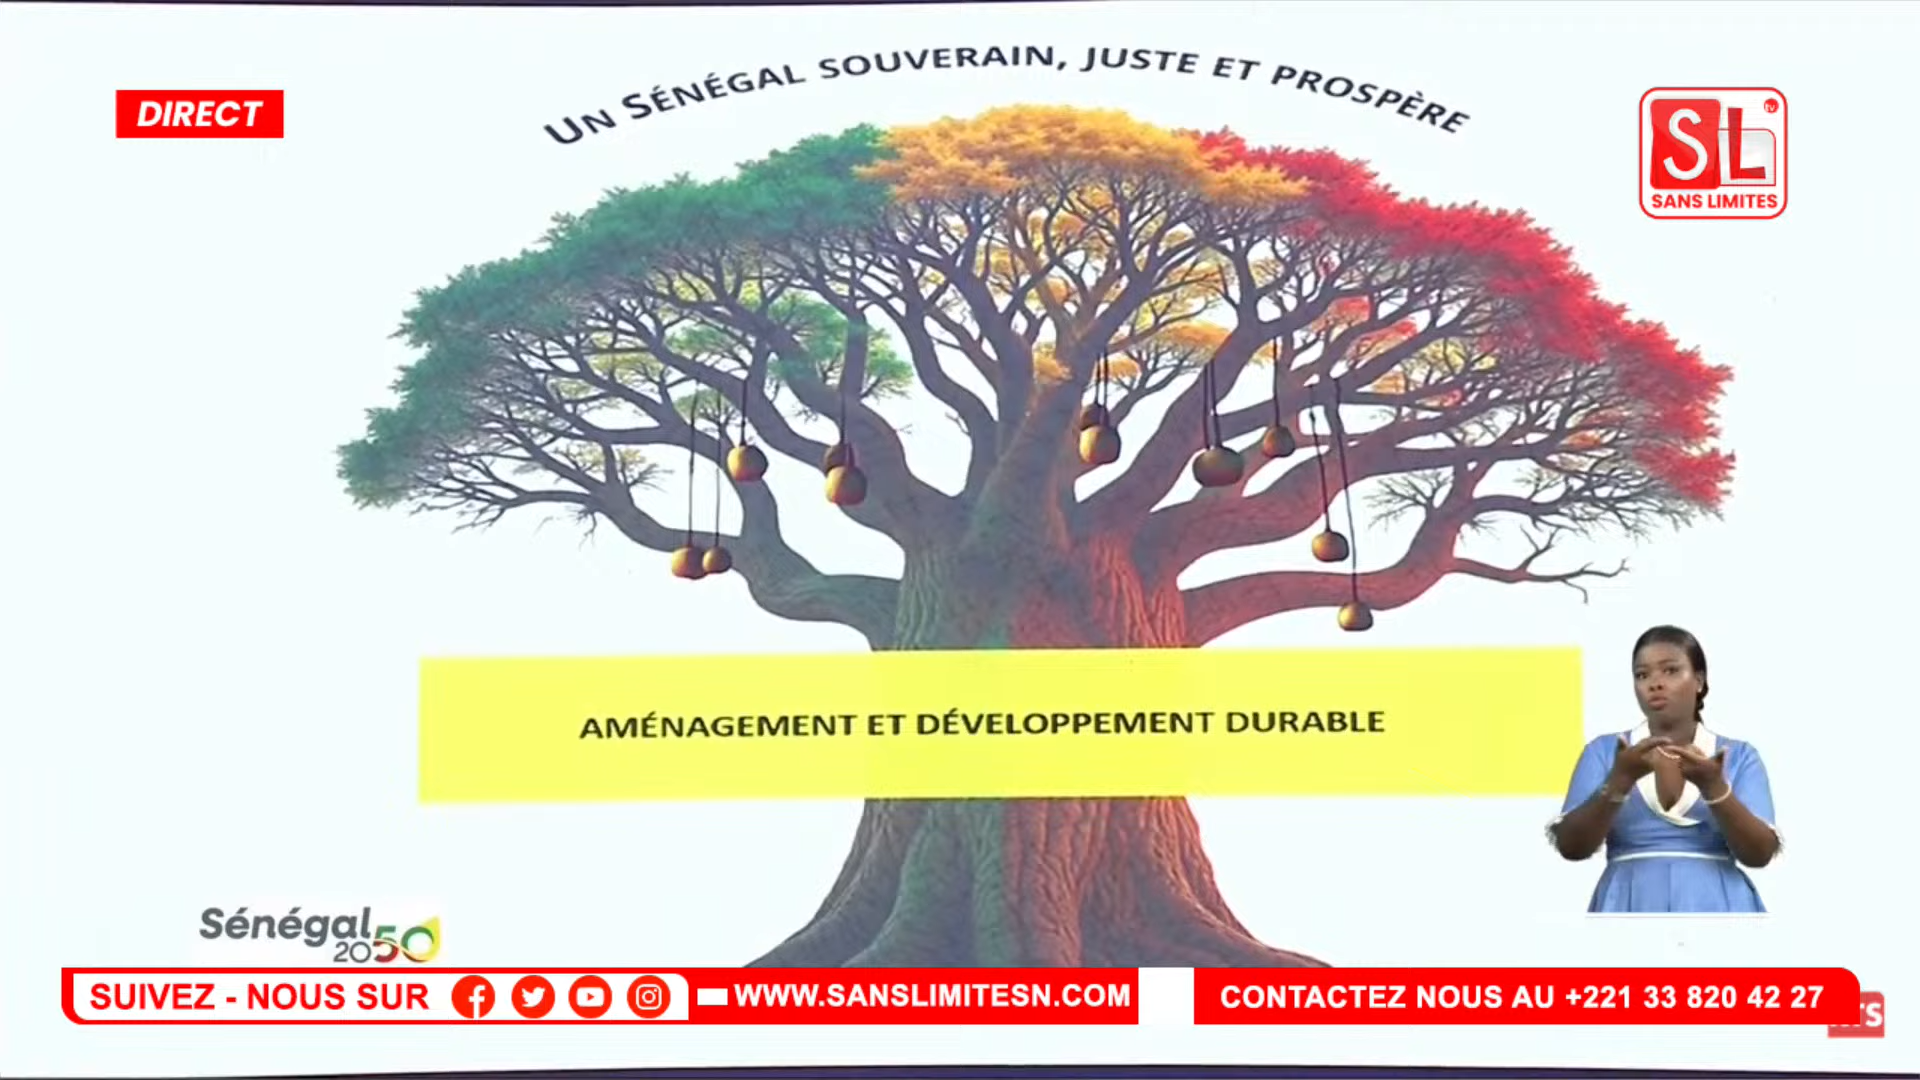 UN SÉNÉGAL SOUVERAIN, JUSTE ET PROSPÈRE
DIRECT
SL tv
SANS LIMITES
AMÉNAGEMENT ET DÉVELOPPEMENT DURABLE
Sénégal
2050
SUIVEZ - NOUS SUR
WWW.SANSLIMITESN.COM
CONTACTEZ NOUS AU +221 33 820 42 27